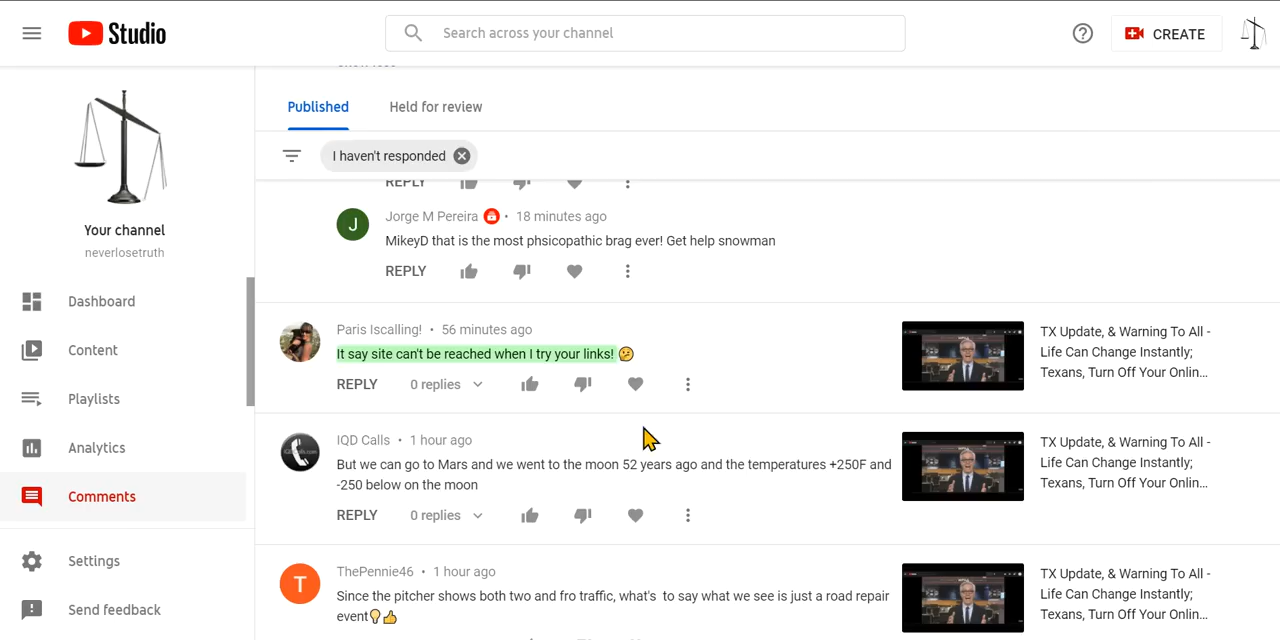 Studio
Search across your channel
CREATE
Your channel
neverlosetruth
Dashboard
Content
Playlists
Analytics
Comments
Settings
Send feedback
Show less
Published
Held for review
I haven't responded
REPLY
J
Jorge M Pereira • 18 minutes ago
MikeyD that is the most phsicopathic brag ever! Get help snowman
REPLY
Paris Iscalling! • 56 minutes ago
It say site can't be reached when I try your links! 🤔
REPLY 0 replies
TX Update, & Warning To All -
Life Can Change Instantly;
Texans, Turn Off Your Onlin...
IQD Calls • 1 hour ago
But we can go to Mars and we went to the moon 52 years ago and the temperatures +250F and
-250 below on the moon
REPLY 0 replies
TX Update, & Warning To All -
Life Can Change Instantly;
Texans, Turn Off Your Onlin...
T
ThePennie46 • 1 hour ago
Since the pitcher shows both two and fro traffic, what's to say what we see is just a road repair
event💡👍
TX Update, & Warning To All -
Life Can Change Instantly;
Texans, Turn Off Your Onlin...